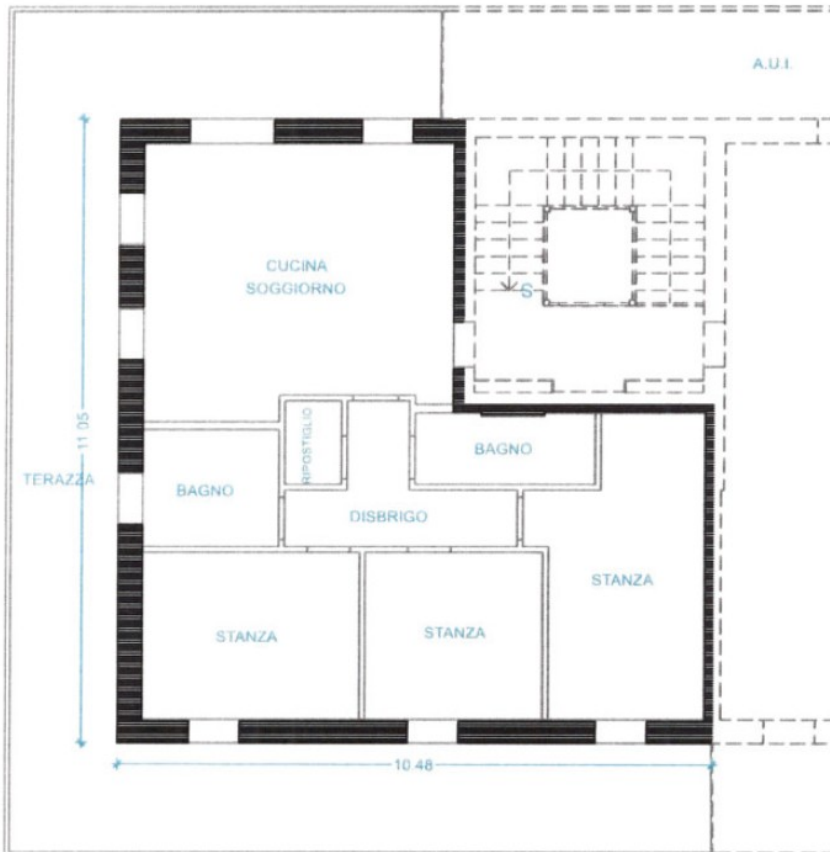 A.U.I.
CUCINA
SOGGIORNO
S
11 05
TERAZZA
RIPOSTIGLIO
BAGNO
BAGNO
DISBRIGO
STANZA
STANZA
STANZA
10 48